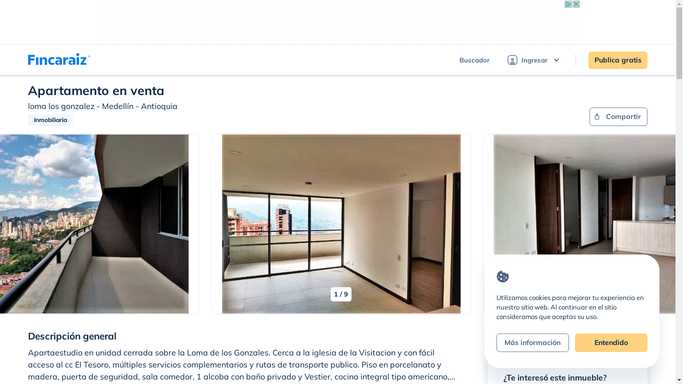 Fincaraiz
Buscador
Ingresar
Publica gratis
Apartamento en venta
loma los gonzalez - Medellín - Antioquia
Inmobiliaria
Compartir
1 / 9
Utilizamos cookies para mejorar tu experiencia en
nuestro sitio web. Al continuar en el sitio
consideramos que aceptas su uso.
Más información
Entendido
Descripción general
Apartaestudio en unidad cerrada sobre la Loma de los Gonzales. Cerca a la iglesia de la Visitacion y con fácil
acceso al cc El Tesoro, múltiples servicios complementarios y rutas de transporte publico. Piso en porcelanato y
madera, puerta de seguridad, sala comedor, 1 alcoba con baño privado y Vestier, cocina integral tipo americano,...
¿Te interesó este inmueble?